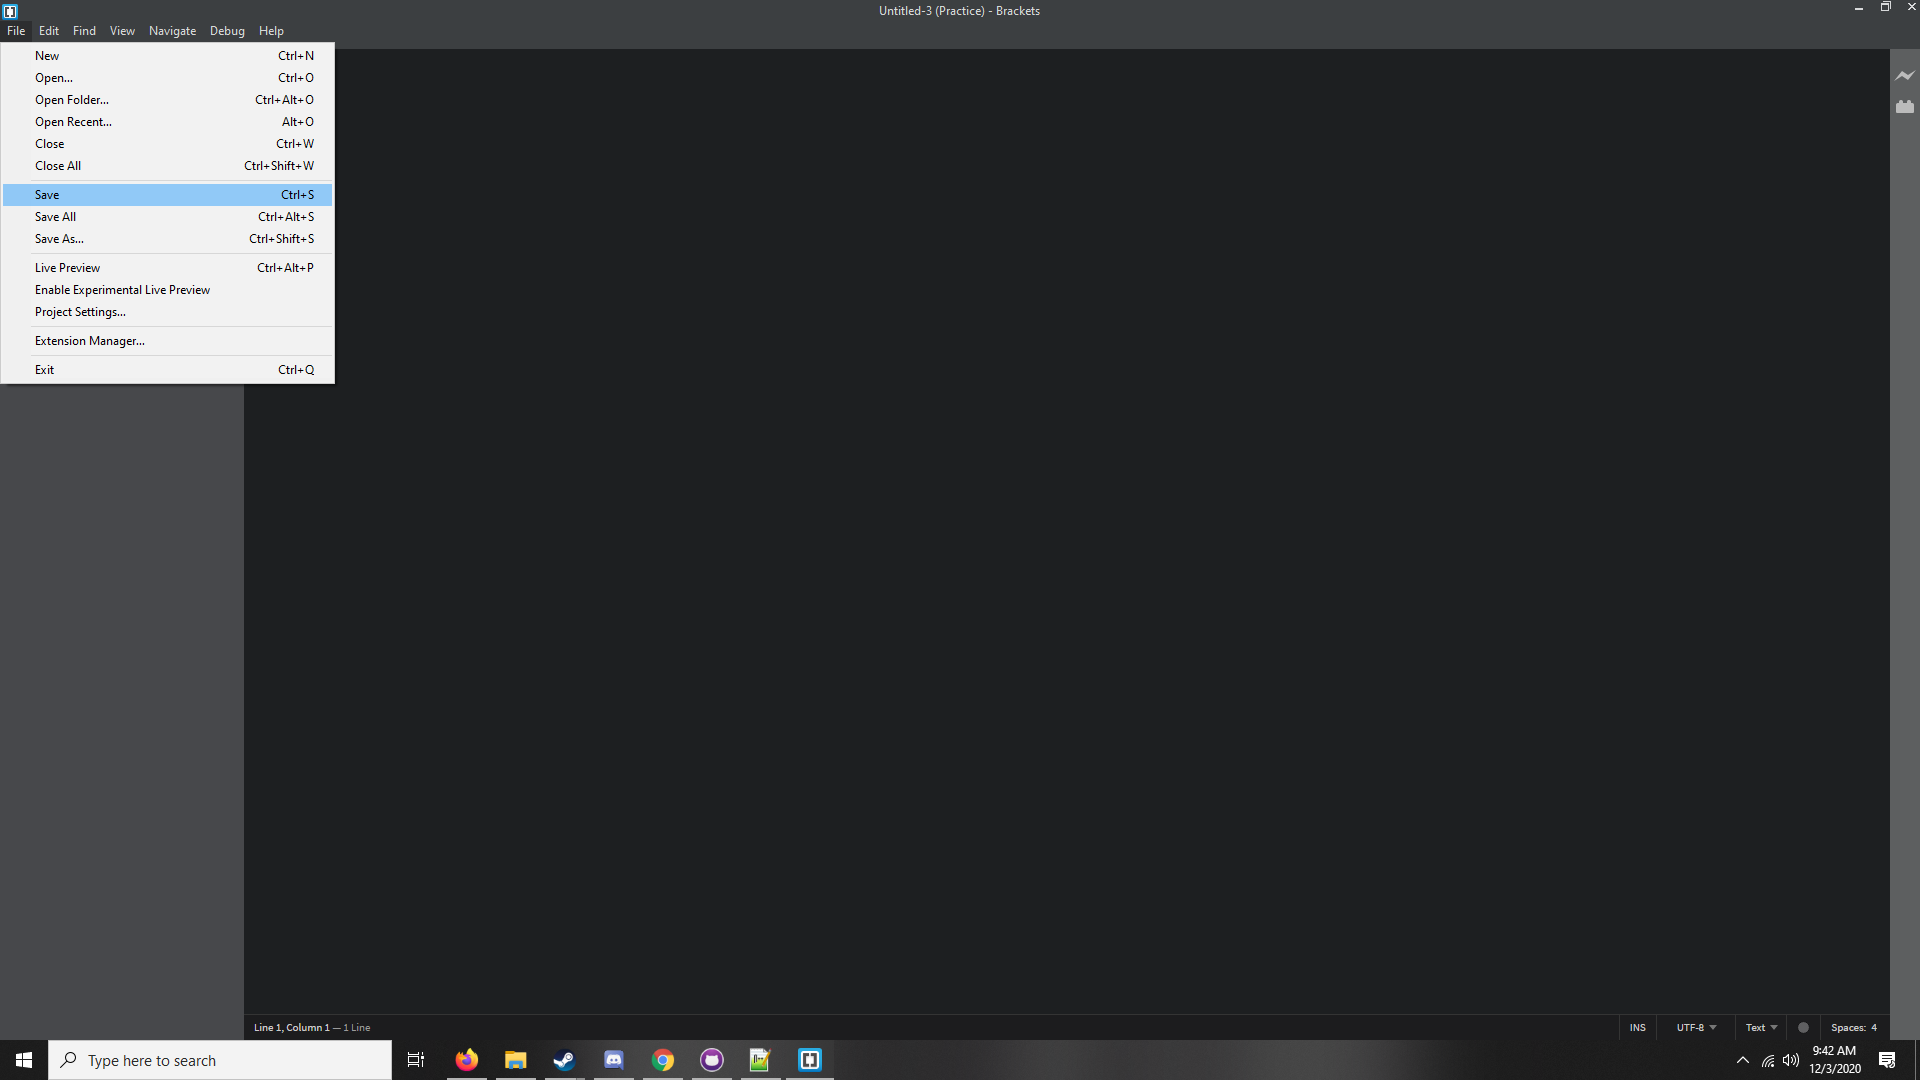 Untitled-3 (Practice) - Brackets
File Edit Find View Navigate Debug Help
New Ctrl+N
Open... Ctrl+O
Open Folder... Ctrl+Alt+O
Open Recent... Alt+O
Close Ctrl+W
Close All Ctrl+Shift+W
Save Ctrl+S
Save All Ctrl+Alt+S
Save As... Ctrl+Shift+S
Live Preview Ctrl+Alt+P
Enable Experimental Live Preview
Project Settings...
Extension Manager...
Exit Ctrl+Q
Line 1, Column 1 — 1 Line INS UTF-8 Text Spaces: 4
Type here to search
9:42 AM
12/3/2020